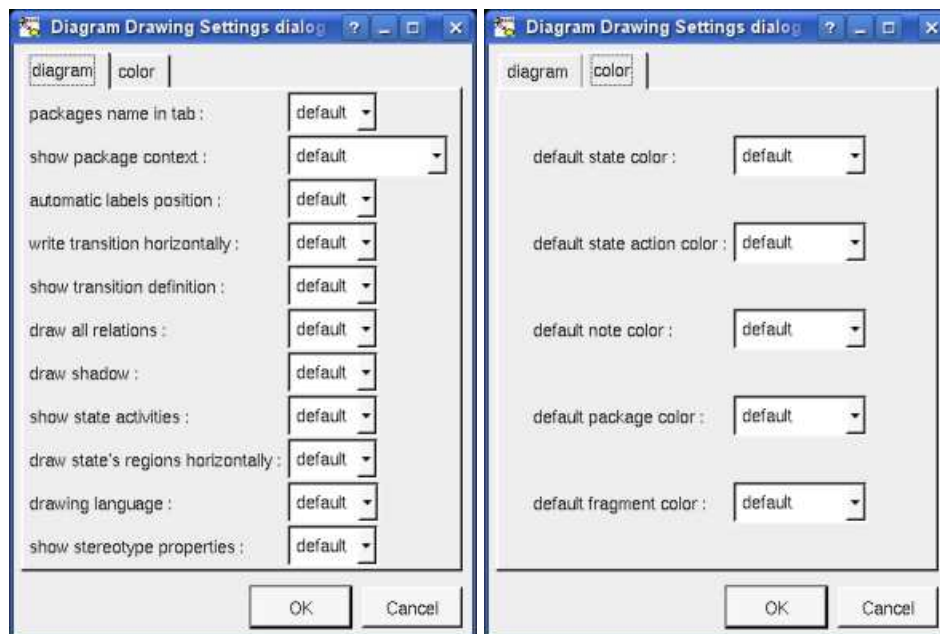 Diagram Drawing Settings dialog ?
diagram color
packages name in tab : default
show package context : default
automatic labels position : default
write transition horizontally : default
show transition definition : default
draw all relations : default
draw shadow : default
show state activities : default
draw state's regions horizontally : default
drawing language : default
show stereotype properties : default
OK Cancel
Diagram Drawing Settings dialog ?
diagram color
default state color : default
default state action color : default
default note color : default
default package color : default
default fragment color : default
OK Cancel